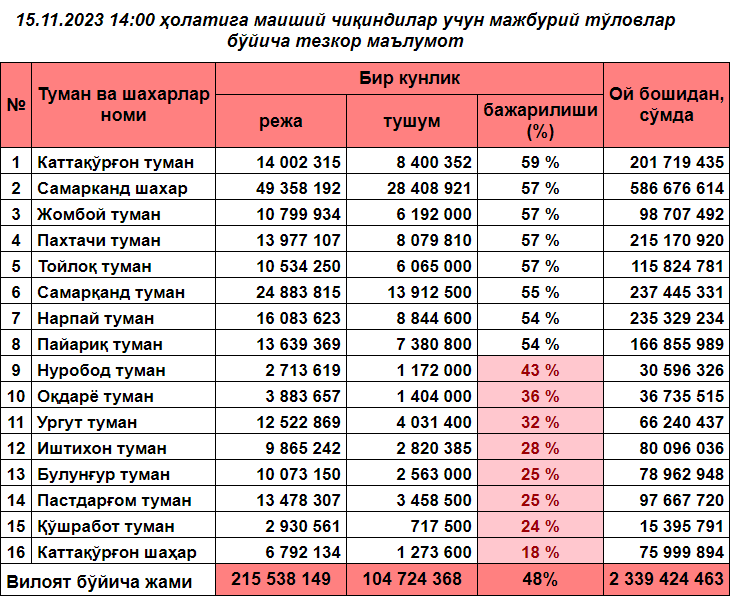 15.11.2023 14:00 ҳолатига маиший чиқиндилар учун мажбурий тўловлар
бўйича тезкор маълумот
№ Туман ва шахарлар номи Бир кунлик Ой бошидан, сўмда
режа тушум бажарилиши (%)
1 Каттақўрғон туман 14 002 315 8 400 352 59 % 201 719 435
2 Самарканд шахар 49 358 192 28 408 921 57 % 586 676 614
3 Жомбой туман 10 799 934 6 192 000 57 % 98 707 492
4 Пахтачи туман 13 977 107 8 079 810 57 % 215 170 920
5 Тойлоқ туман 10 534 250 6 065 000 57 % 115 824 781
6 Самарқанд туман 24 883 815 13 912 500 55 % 237 445 331
7 Нарпай туман 16 083 623 8 844 600 54 % 235 329 234
8 Пайариқ туман 13 639 369 7 380 800 54 % 166 855 989
9 Нуробод туман 2 713 619 1 172 000 43 % 30 596 326
10 Оқдарё туман 3 883 657 1 404 000 36 % 36 735 515
11 Ургут туман 12 522 869 4 031 400 32 % 66 240 437
12 Иштихон туман 9 865 242 2 820 385 28 % 80 096 036
13 Булунғур туман 10 073 150 2 563 000 25 % 78 962 948
14 Пастдарғом туман 13 478 307 3 458 500 25 % 97 667 720
15 Қўшработ туман 2 930 561 717 500 24 % 15 395 791
16 Каттақўрғон шаҳар 6 792 134 1 273 600 18 % 75 999 894
Вилоят бўйича жами 215 538 149 104 724 368 48% 2 339 424 463